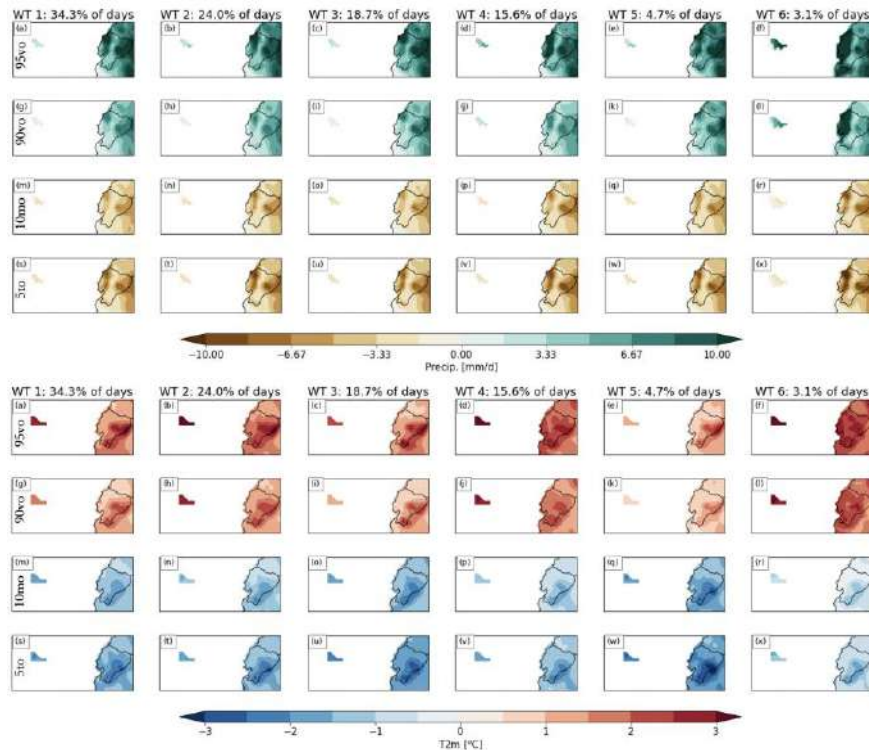 WT 1: 34.3% of days WT 2: 24.0% of days WT 3: 18.7% of days WT 4: 15.6% of days WT 5: 4.7% of days WT 6: 3.1% of days
95vo (a) (b) (c) (d) (e) (f)
90vo (g) (h) (i) (j) (k) (l)
10mo (m) (n) (o) (p) (q) (r)
5to (s) (t) (u) (v) (w) (x)
−10.00 −6.67 −3.33 0.00 3.33 6.67 10.00
Precip. [mm/d]
WT 1: 34.3% of days WT 2: 24.0% of days WT 3: 18.7% of days WT 4: 15.6% of days WT 5: 4.7% of days WT 6: 3.1% of days
95vo (a) (b) (c) (d) (e) (f)
90vo (g) (h) (i) (j) (k) (l)
10mo (m) (n) (o) (p) (q) (r)
5to (s) (t) (u) (v) (w) (x)
−3 −2 −1 0 1 2 3
T2m [°C]